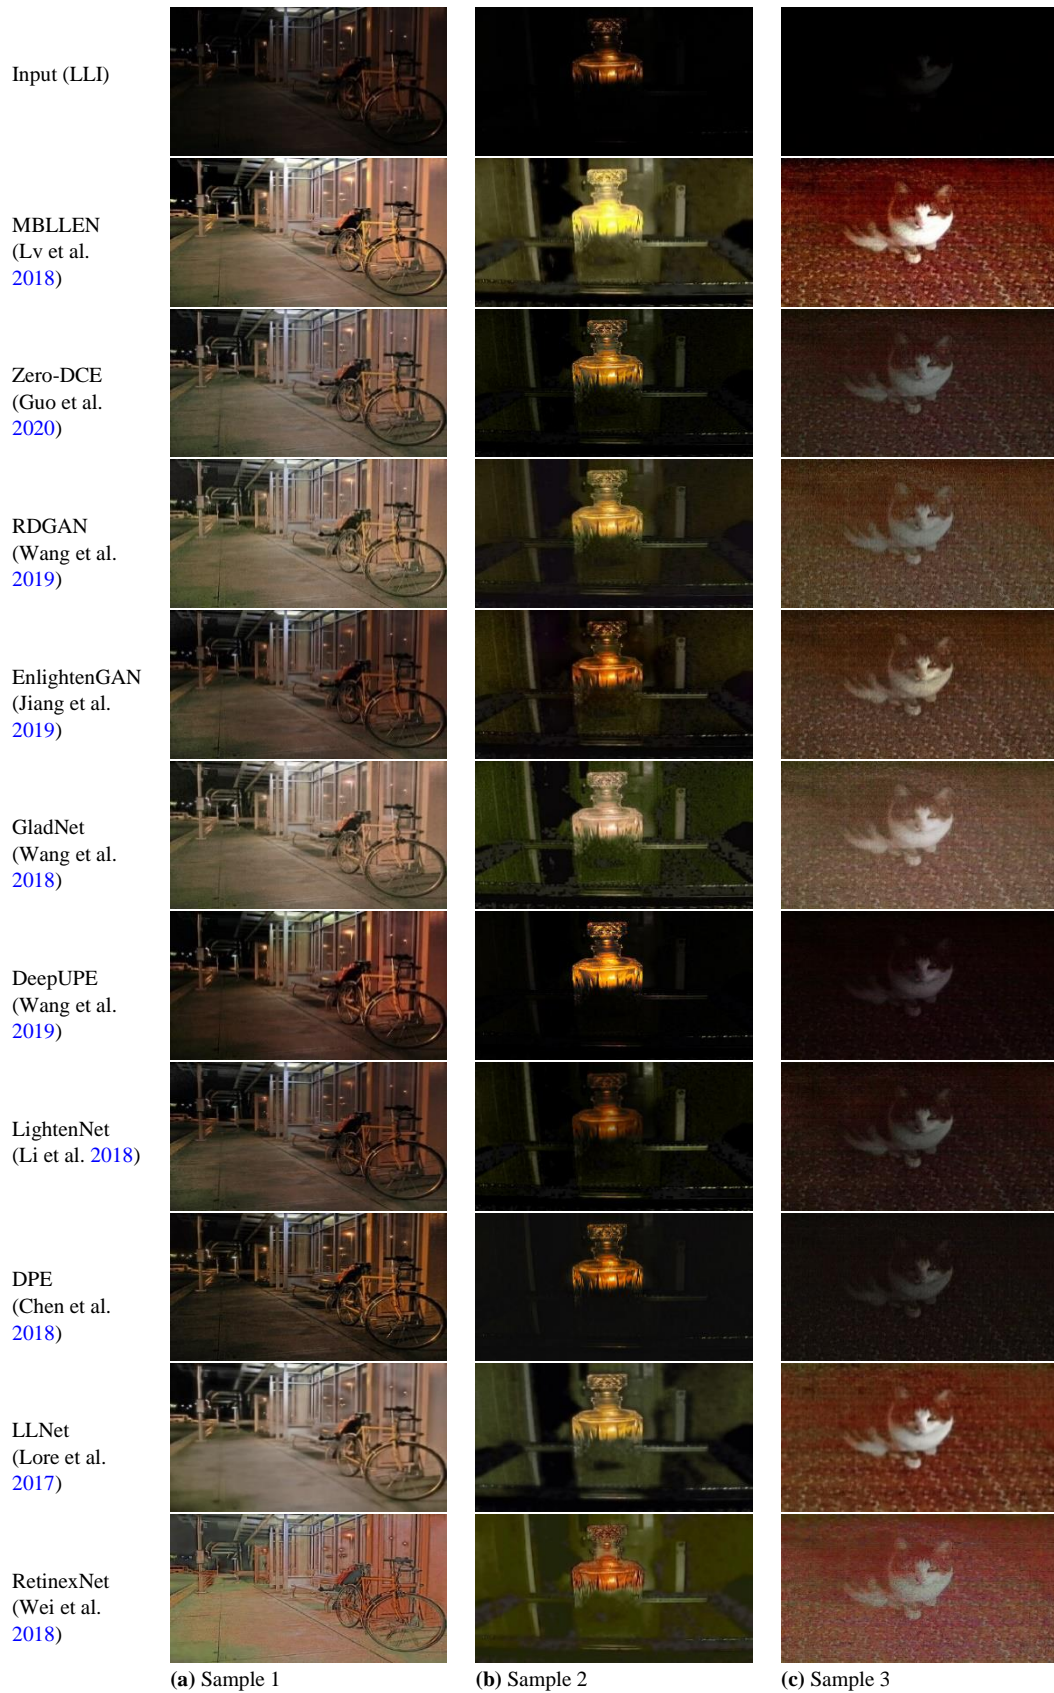 Input (LLI)
MBLLEN
(Lv et al.
2018)
Zero-DCE
(Guo et al.
2020)
RDGAN
(Wang et al.
2019)
EnlightenGAN
(Jiang et al.
2019)
GladNet
(Wang et al.
2018)
DeepUPE
(Wang et al.
2019)
LightenNet
(Li et al. 2018)
DPE
(Chen et al.
2018)
LLNet
(Lore et al.
2017)
RetinexNet
(Wei et al.
2018)
(a) Sample 1
(b) Sample 2
(c) Sample 3